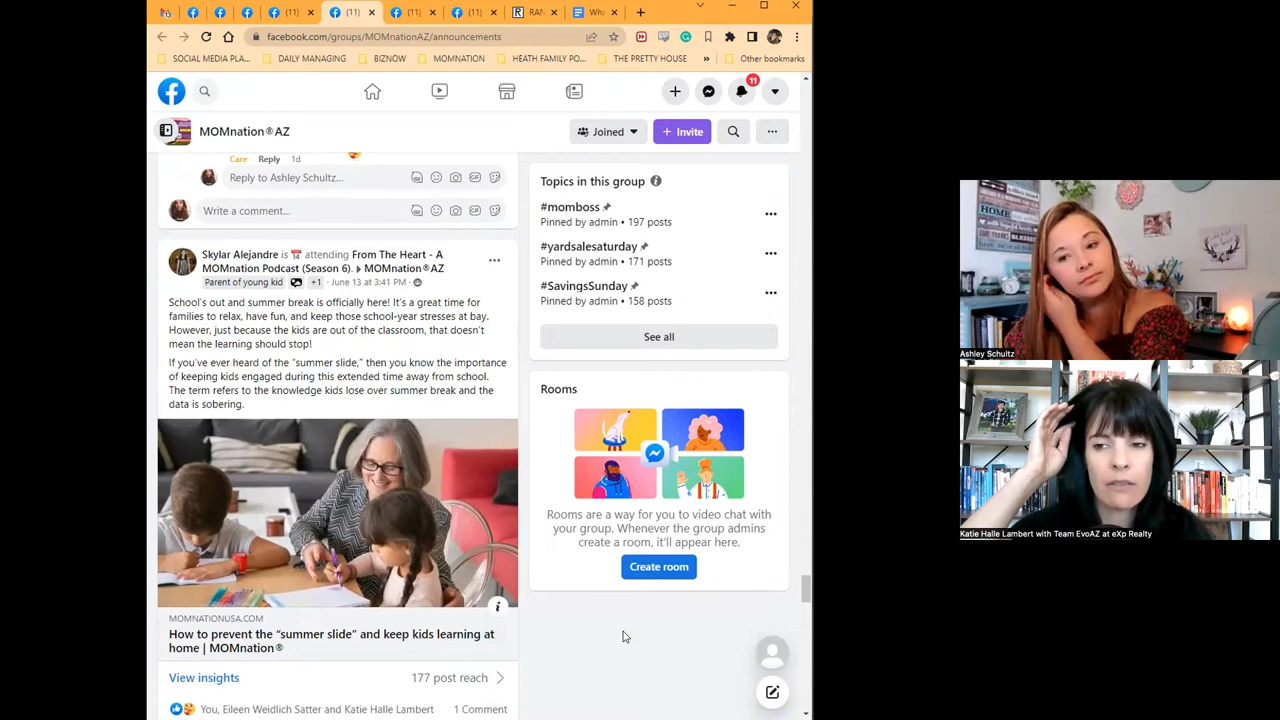 (11)
(11)
(11)
(11)
RAN
Wha
facebook.com/groups/MOMnationAZ/announcements
SOCIAL MEDIA PLA...
DAILY MANAGING
BIZNOW
MOMNATION
HEATH FAMILY PO...
THE PRETTY HOUSE
»
Other bookmarks
11
MOMnation®AZ
Joined
+ Invite
Care Reply 1d
Reply to Ashley Schultz...
GIF
Write a comment...
GIF
Skylar Alejandre is 📅 attending From The Heart - A
MOMnation Podcast (Season 6). ▸ MOMnation®AZ
Parent of young kid +1 · June 13 at 3:41 PM ·
School's out and summer break is officially here! It's a great time for
families to relax, have fun, and keep those school-year stresses at bay.
However, just because the kids are out of the classroom, that doesn't
mean the learning should stop!
If you've ever heard of the "summer slide," then you know the importance
of keeping kids engaged during this extended time away from school.
The term refers to the knowledge kids lose over summer break and the
data is sobering.
MOMNATIONUSA.COM
How to prevent the "summer slide" and keep kids learning at
home | MOMnation®
View insights
177 post reach
You, Eileen Weidlich Satter and Katie Halle Lambert
1 Comment
Topics in this group
#momboss
Pinned by admin • 197 posts
#yardsalesaturday
Pinned by admin • 171 posts
#SavingsSunday
Pinned by admin • 158 posts
See all
Rooms
Rooms are a way for you to video chat with
your group. Whenever the group admins
create a room, it'll appear here.
Create room
HOME
BLESSED
Ashley Schultz
Katie Halle Lambert with Team EvoAZ at eXp Realty